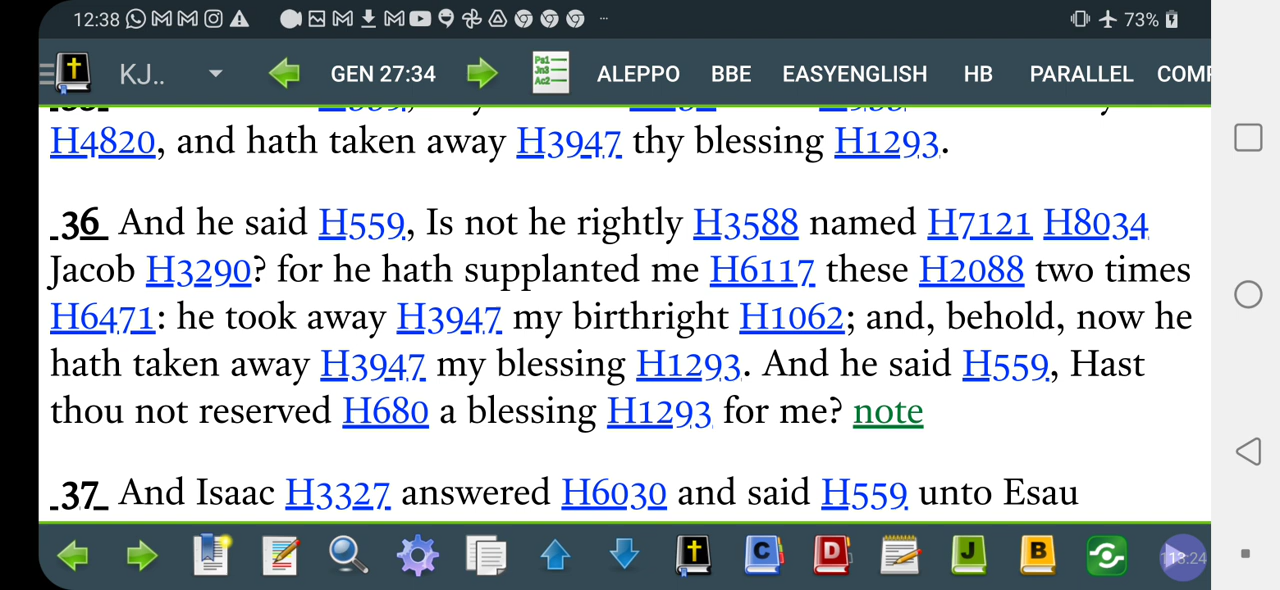 12:38 73%
KJ.. GEN 27:34 ALEPPO BBE EASYENGLISH HB PARALLEL COMP
H4820, and hath taken away H3947 thy blessing H1293.
36 And he said H559, Is not he rightly H3588 named H7121 H8034
Jacob H3290? for he hath supplanted me H6117 these H2088 two times
H6471: he took away H3947 my birthright H1062; and, behold, now he
hath taken away H3947 my blessing H1293. And he said H559, Hast
thou not reserved H680 a blessing H1293 for me? note
37 And Isaac H3327 answered H6030 and said H559 unto Esau
C D J B